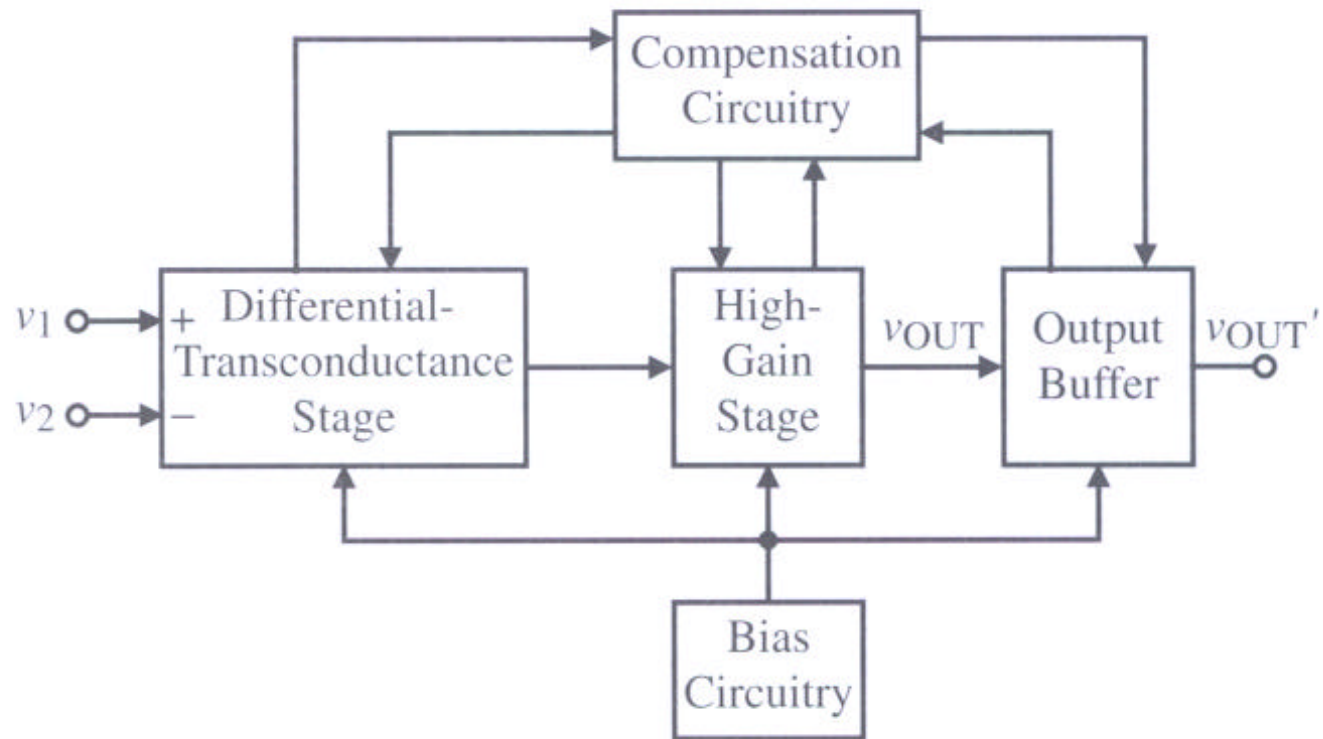 Compensation
Circuitry
v1
+
Differential-
Transconductance
Stage
v2
−
High-
Gain
Stage
vOUT
Output
Buffer
vOUT'
Bias
Circuitry